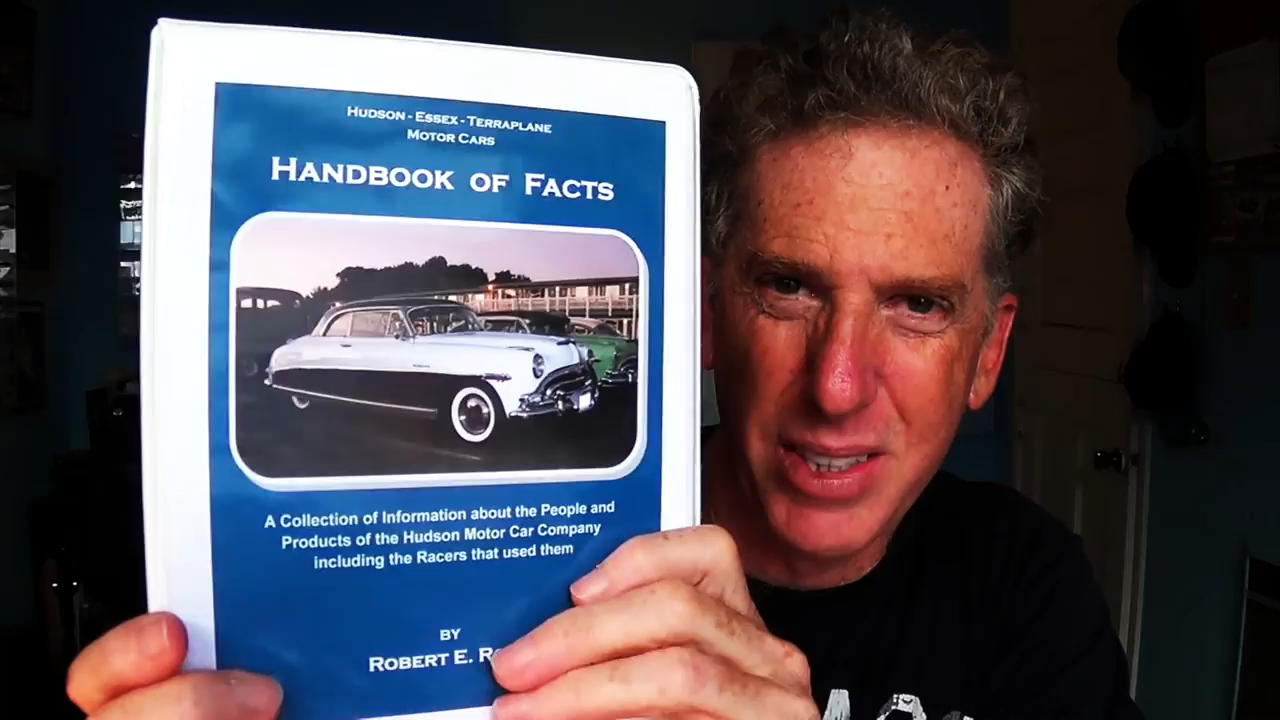 HUDSON - ESSEX - TERRAPLANE
MOTOR CARS
HANDBOOK OF FACTS
A Collection of Information about the People and
Products of the Hudson Motor Car Company
including the Racers that used them
BY
ROBERT E.